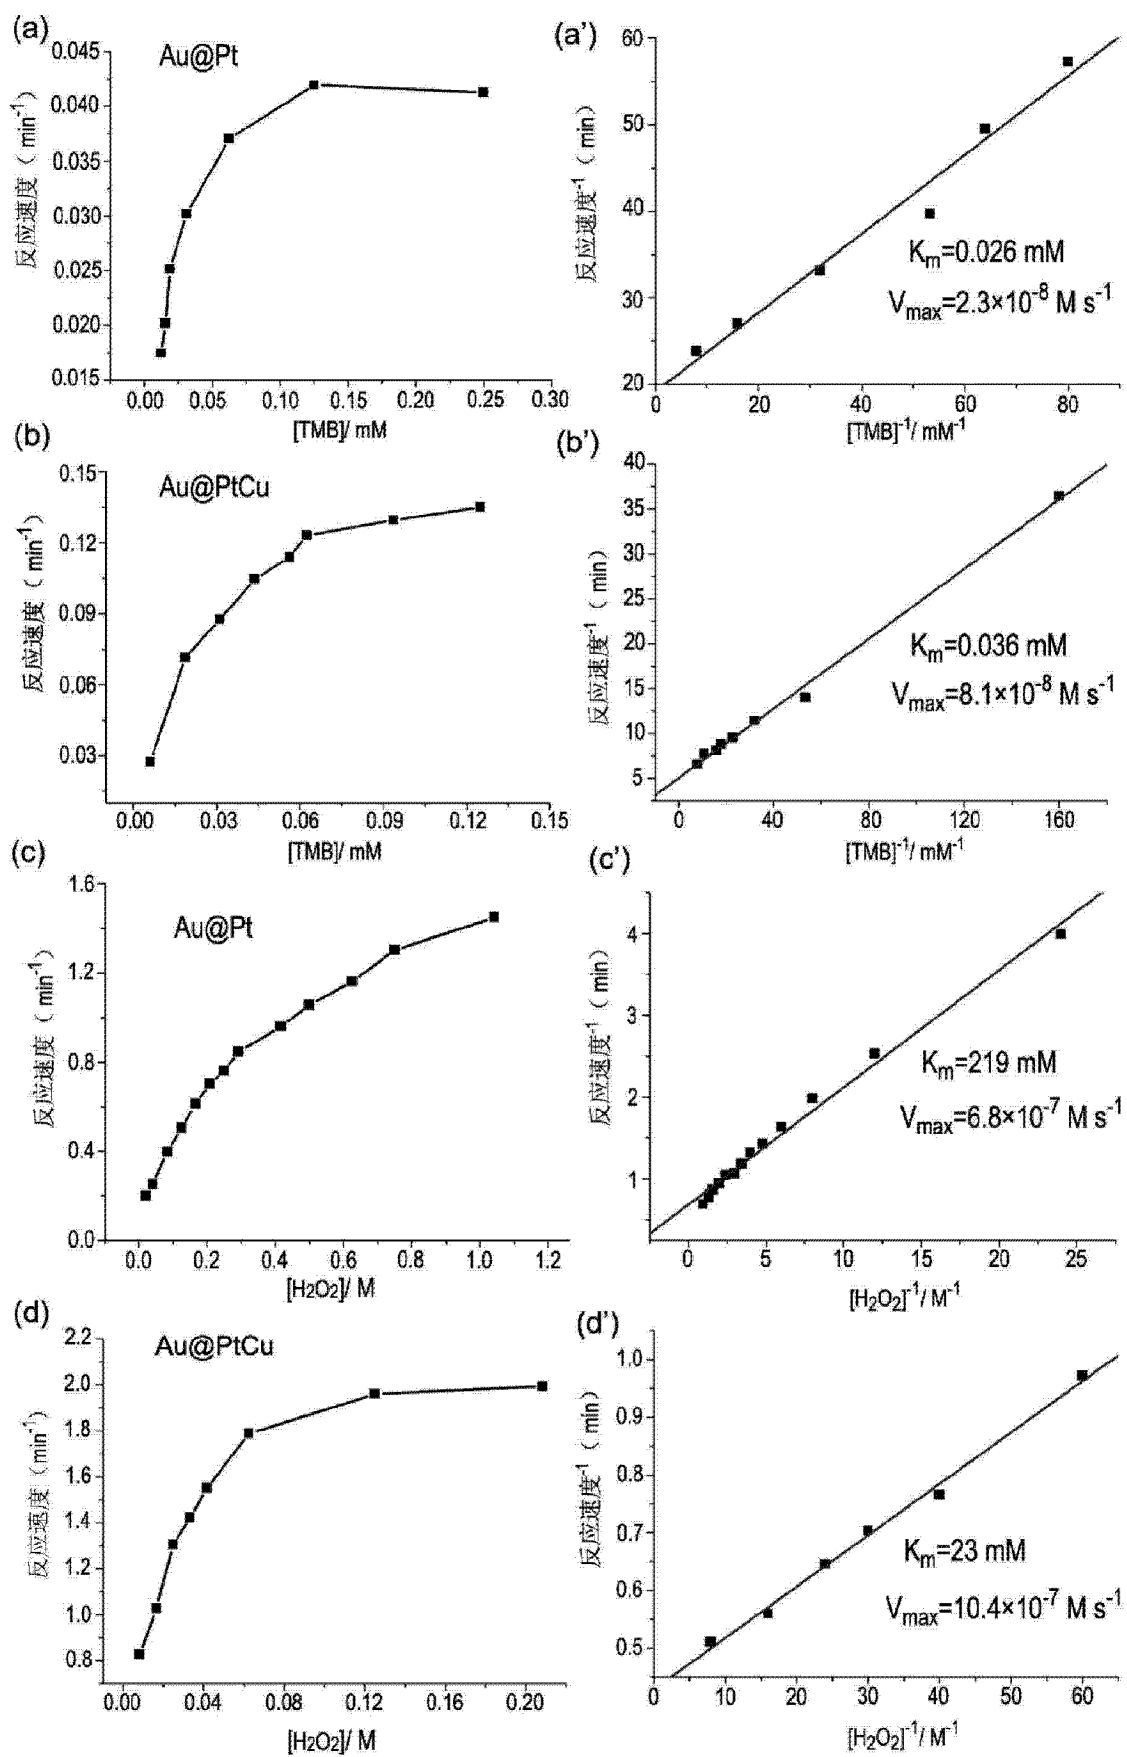 (a)
Au@Pt
0.045
0.040
0.035
0.030
0.025
0.020
0.015
反应速度（min⁻¹）
0.00 0.05 0.10 0.15 0.20 0.25 0.30
[TMB]/ mM
(a')
60
50
40
30
20
反应速度⁻¹（min）
Kₘ=0.026 mM
Vmax=2.3×10⁻⁸ M s⁻¹
0 20 40 60 80
[TMB]⁻¹/ mM⁻¹
(b)
Au@PtCu
0.15
0.12
0.09
0.06
0.03
反应速度（min⁻¹）
0.00 0.03 0.06 0.09 0.12 0.15
[TMB]/ mM
(b')
40
35
30
25
20
15
10
5
反应速度⁻¹（min）
Kₘ=0.036 mM
Vmax=8.1×10⁻⁸ M s⁻¹
0 40 80 120 160
[TMB]⁻¹/ mM⁻¹
(c)
Au@Pt
1.6
1.2
0.8
0.4
0.0
反应速度（min⁻¹）
0.0 0.2 0.4 0.6 0.8 1.0 1.2
[H₂O₂]/ M
(c')
4
3
2
1
反应速度⁻¹（min）
Kₘ=219 mM
Vmax=6.8×10⁻⁷ M s⁻¹
0 5 10 15 20 25
[H₂O₂]⁻¹/ M⁻¹
(d)
Au@PtCu
2.2
2.0
1.8
1.6
1.4
1.2
1.0
0.8
反应速度（min⁻¹）
0.00 0.04 0.08 0.12 0.16 0.20
[H₂O₂]/ M
(d')
1.0
0.9
0.8
0.7
0.6
0.5
反应速度⁻¹（min）
Kₘ=23 mM
Vmax=10.4×10⁻⁷ M s⁻¹
0 10 20 30 40 50 60
[H₂O₂]⁻¹/ M⁻¹